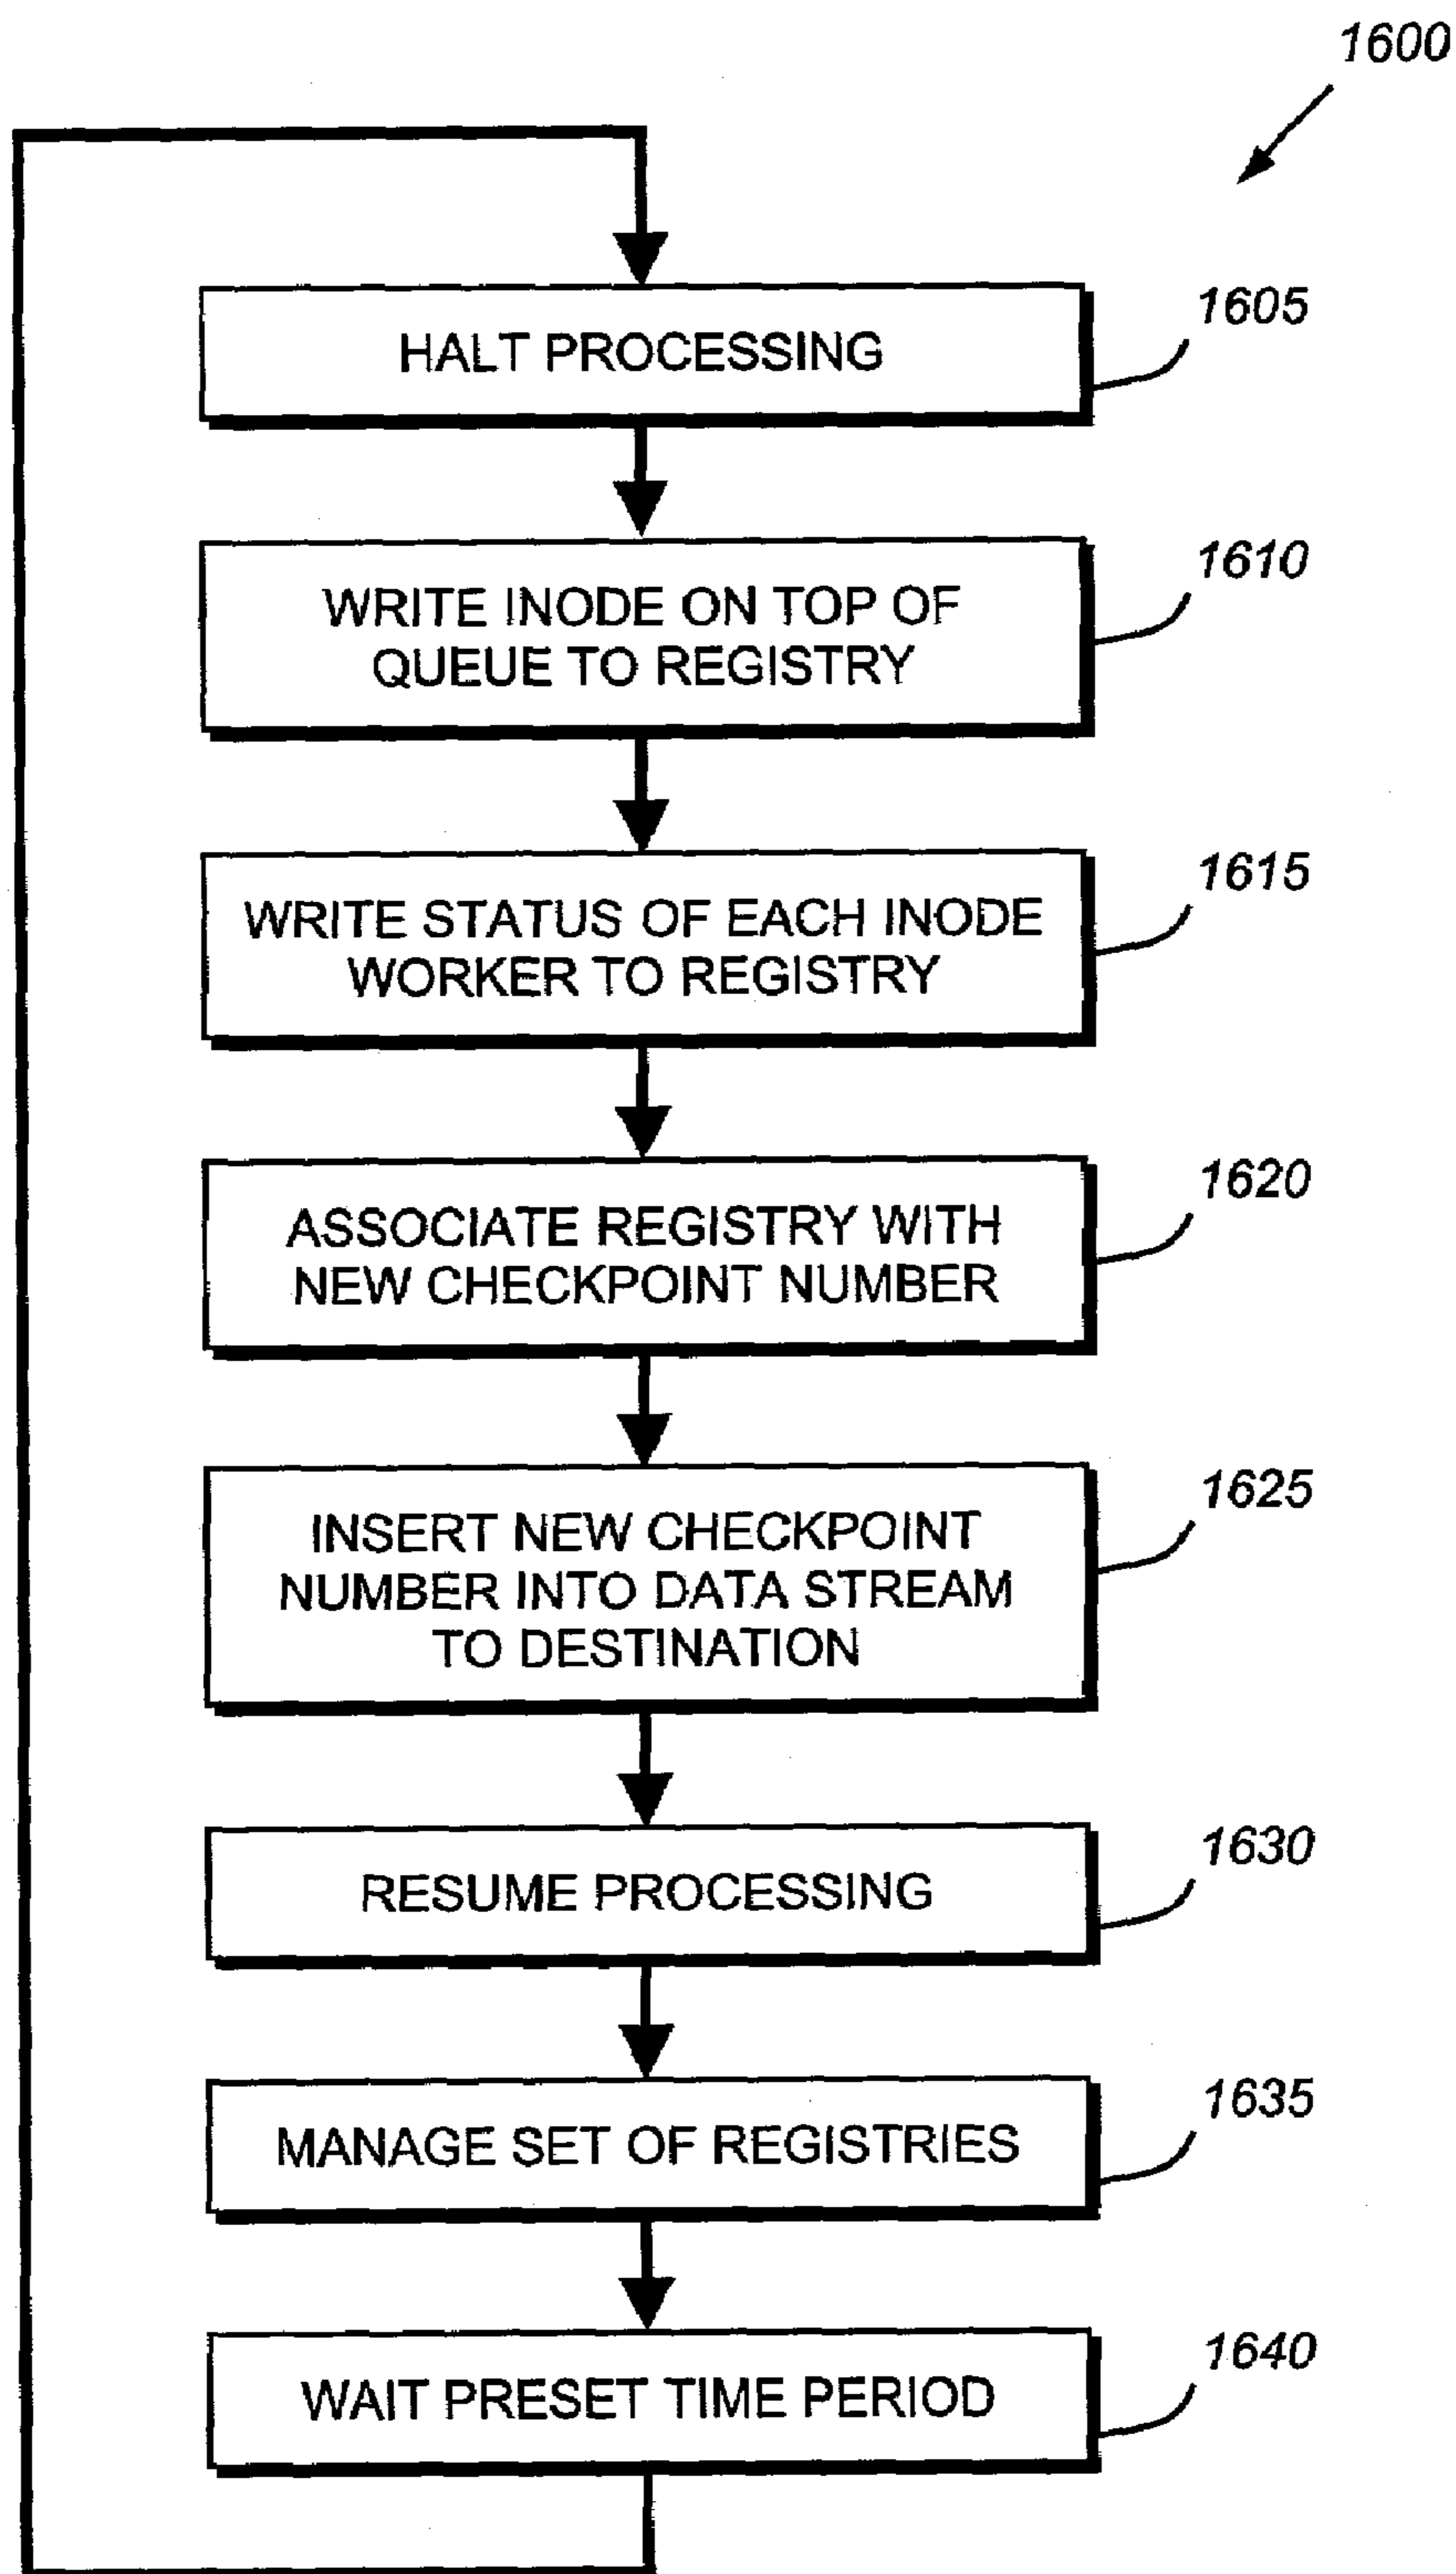 1600
HALT PROCESSING
1605
WRITE INODE ON TOP OF
QUEUE TO REGISTRY
1610
WRITE STATUS OF EACH INODE
WORKER TO REGISTRY
1615
ASSOCIATE REGISTRY WITH
NEW CHECKPOINT NUMBER
1620
INSERT NEW CHECKPOINT
NUMBER INTO DATA STREAM
TO DESTINATION
1625
RESUME PROCESSING
1630
MANAGE SET OF REGISTRIES
1635
WAIT PRESET TIME PERIOD
1640